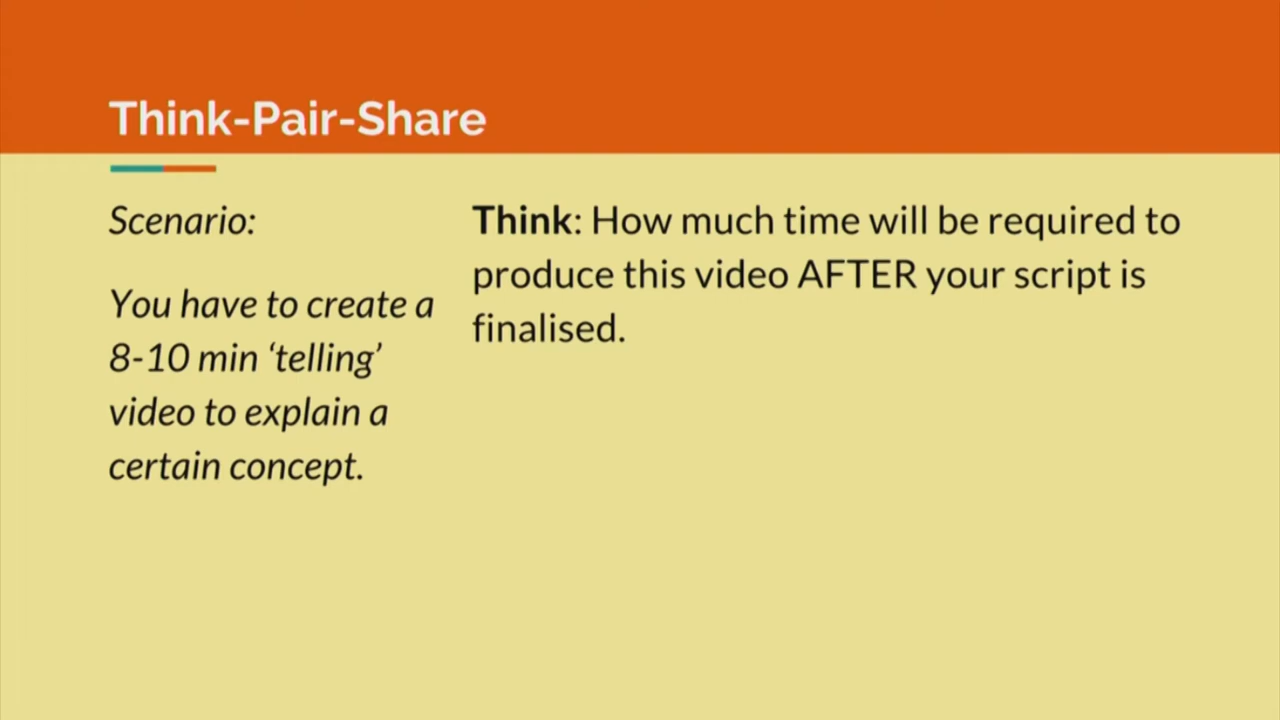 Think-Pair-Share
Scenario:
You have to create a
8-10 min ‘telling’
video to explain a
certain concept.
Think: How much time will be required to
produce this video AFTER your script is
finalised.